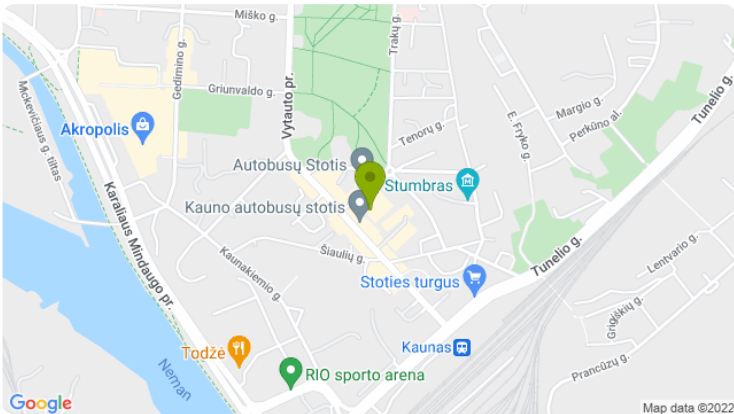 Miško g.
Trakų g.
Gedimino g.
Griunvaldo g.
Vytauto pr.
Mickevičiaus g. tiltas
Akropolis
Tunelio g.
Margio g.
Perkūno al.
E. Fryko g.
Tenorų g.
Autobusų Stotis
Stumbras
Kauno autobusų stotis
Karaliaus Mindaugo pr.
Šiaulių g.
Kaunakiemio g.
Tunelio g.
Lentvario g.
Stoties turgus
Grigiškių g.
Kaunas
Todžė
Neman
RIO sporto arena
Prancūzų g.
Google
Map data ©2022